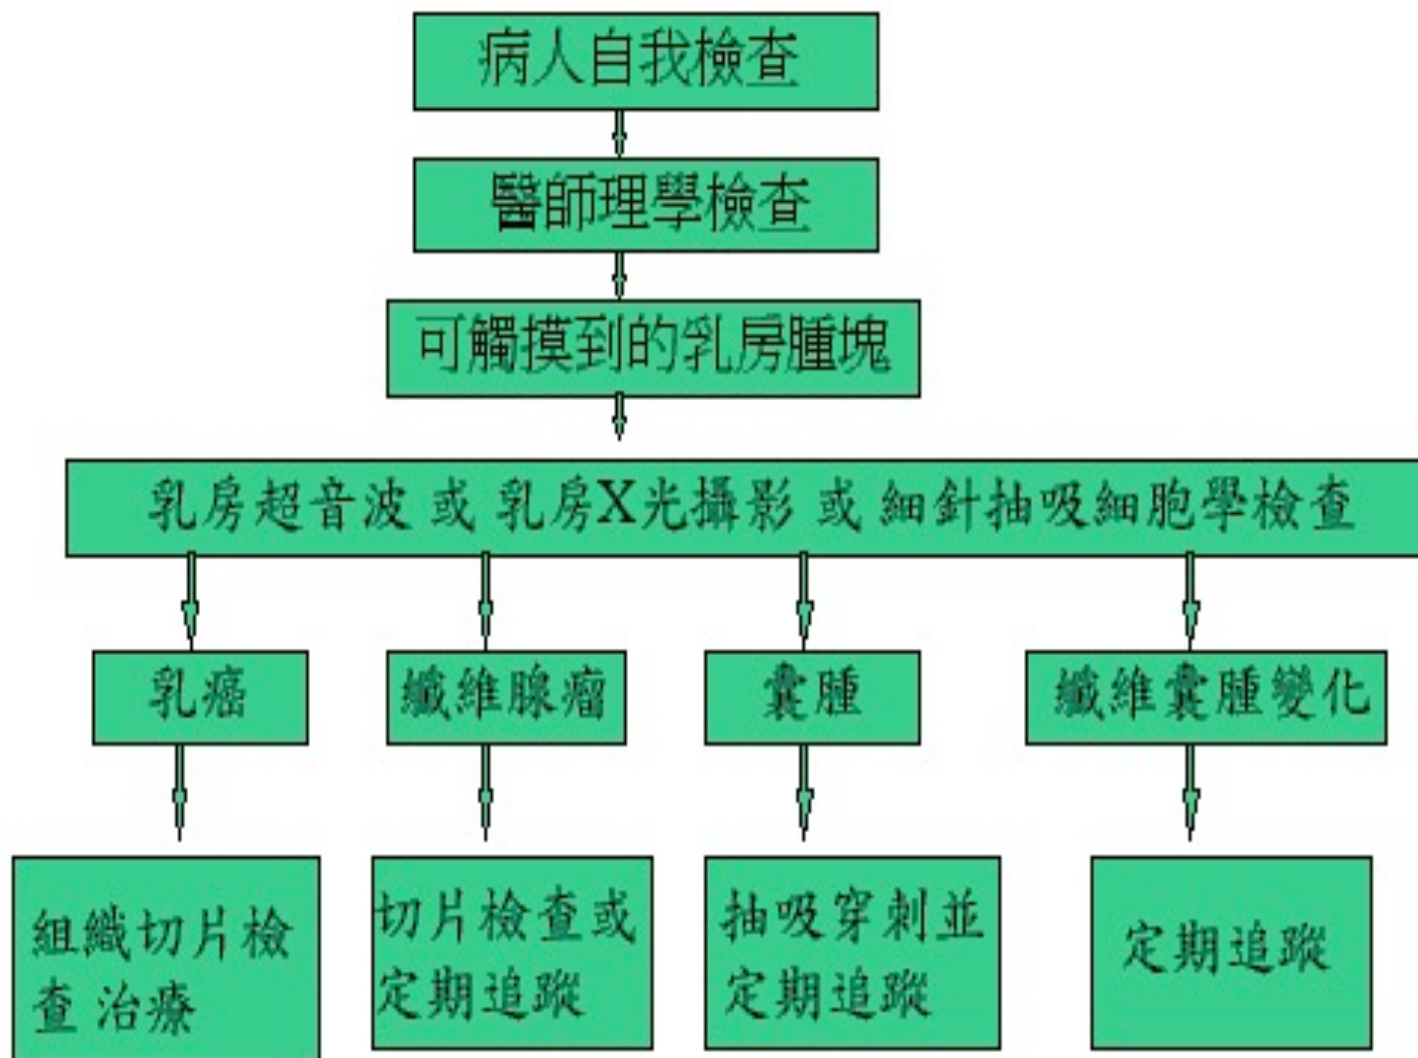 病人自我檢查
醫師理學檢查
可觸摸到的乳房腫塊
乳房超音波 或 乳房X光攝影 或 細針抽吸細胞學檢查
乳癌
纖維腺瘤
囊腫
纖維囊腫變化
組織切片檢
查 治療
切片檢查或
定期追蹤
抽吸穿刺並
定期追蹤
定期追蹤